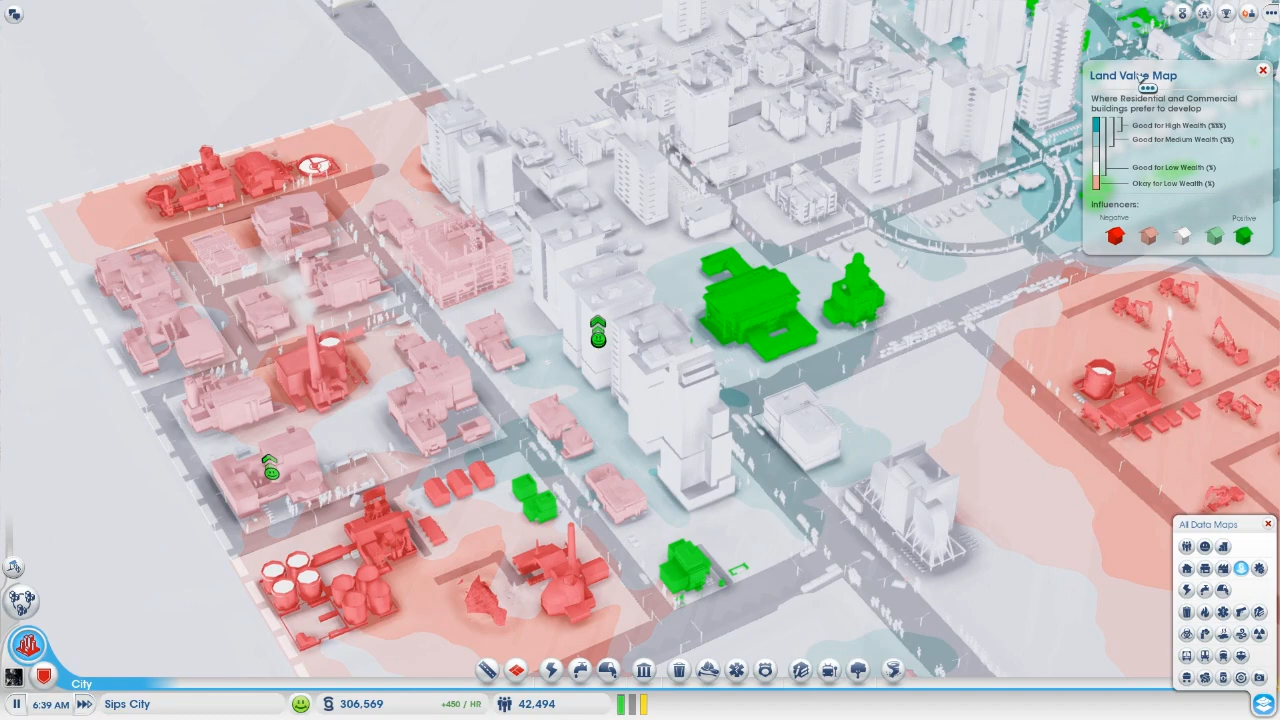 Land Value Map
Where Residential and Commercial
buildings prefer to develop
Good for High Wealth (§§§)
Good for Medium Wealth (§§)
Good for Low Wealth (§)
Okay for Low Wealth (§)
Influencers:
Negative Positive
All Data Maps
City
6:39 AM Sips City 306,569 +450 / HR 42,494